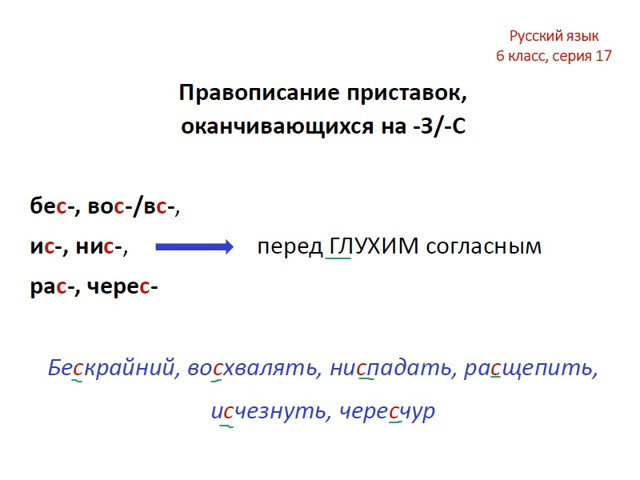 Русский язык
6 класс, серия 17
Правописание приставок,
оканчивающихся на -З/-С
бес-, вос-/вс-,
ис-, нис-, перед ГЛУХИМ согласным
рас-, черес-
Бескрайний, восхвалять, ниспадать, расщепить,
исчезнуть, чересчур